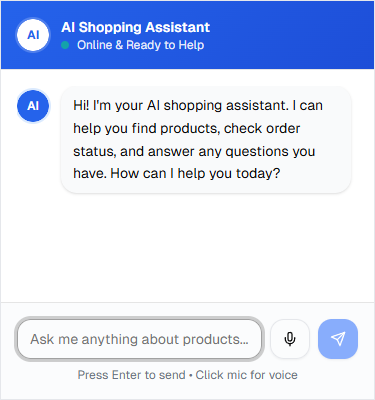 AI
AI Shopping Assistant
Online & Ready to Help
AI
Hi! I'm your AI shopping assistant. I can
help you find products, check order
status, and answer any questions you
have. How can I help you today?
Ask me anything about products...
Press Enter to send • Click mic for voice